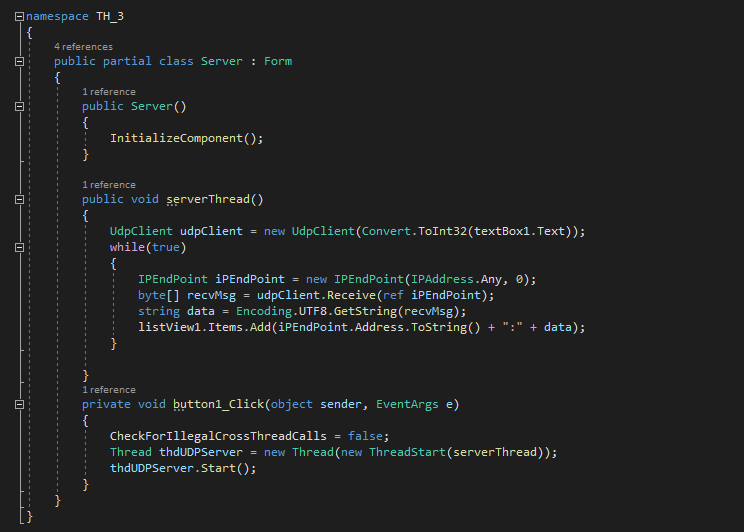 namespace TH_3
{
4 references
public partial class Server : Form
{
1 reference
public Server()
{
InitializeComponent();
}
1 reference
public void serverThread()
{
UdpClient udpClient = new UdpClient(Convert.ToInt32(textBox1.Text));
while(true)
{
IPEndPoint iPEndPoint = new IPEndPoint(IPAddress.Any, 0);
byte[] recvMsg = udpClient.Receive(ref iPEndPoint);
string data = Encoding.UTF8.GetString(recvMsg);
listView1.Items.Add(iPEndPoint.Address.ToString() + ":" + data);
}
}
1 reference
private void button1_Click(object sender, EventArgs e)
{
CheckForIllegalCrossThreadCalls = false;
Thread thdUDPServer = new Thread(new ThreadStart(serverThread));
thdUDPServer.Start();
}
}
}